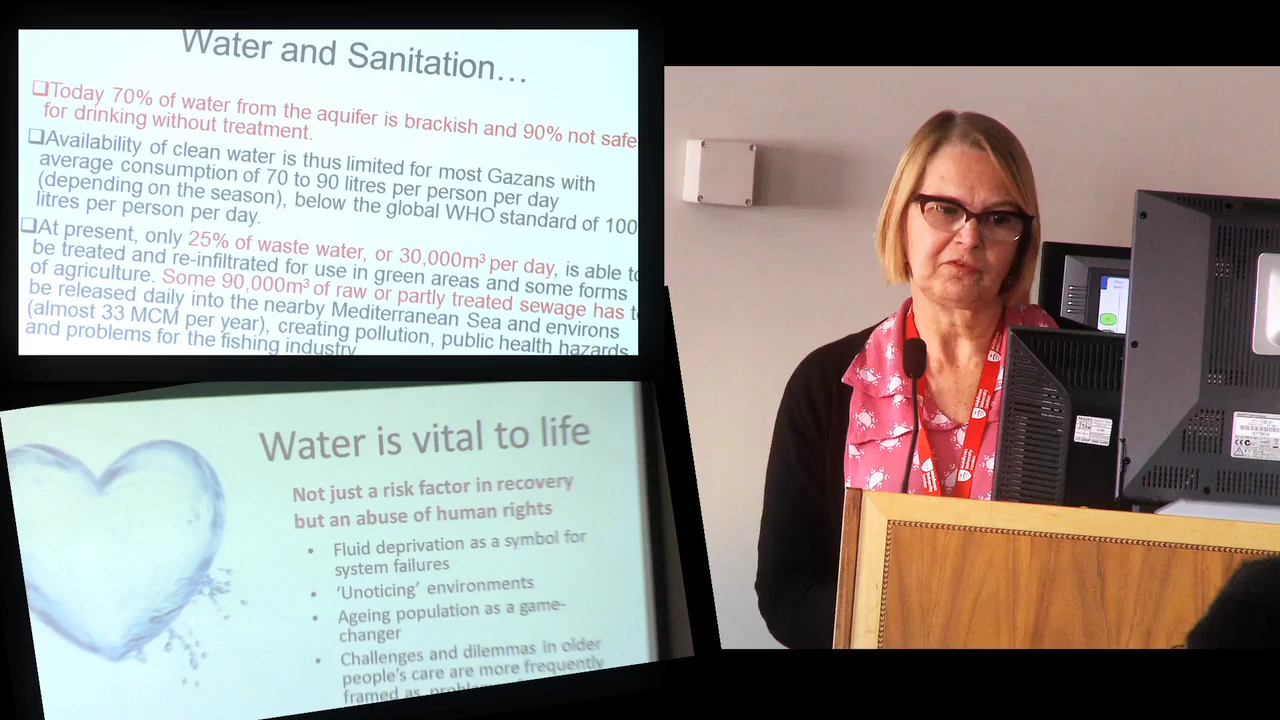 Water and Sanitation...
❑Today 70% of water from the aquifer is brackish and 90% not safe
for drinking without treatment.
❑Availability of clean water is thus limited for most Gazans with
average consumption of 70 to 90 litres per person per day
(depending on the season), below the global WHO standard of 100
litres per person per day.
❑At present, only 25% of waste water, or 30,000m³ per day, is able to
be treated and re-infiltrated for use in green areas and some forms
of agriculture. Some 90,000m³ of raw or partly treated sewage has t
be released daily into the nearby Mediterranean Sea and environs
(almost 33 MCM per year), creating pollution, public health hazards
and problems for the fishing industry
Water is vital to life
Not just a risk factor in recovery
but an abuse of human rights
• Fluid deprivation as a symbol for
system failures
• 'Unoticing' environments
• Ageing population as a game-
changer
• Challenges and dilemmas in older
people's care are more frequently
framed as